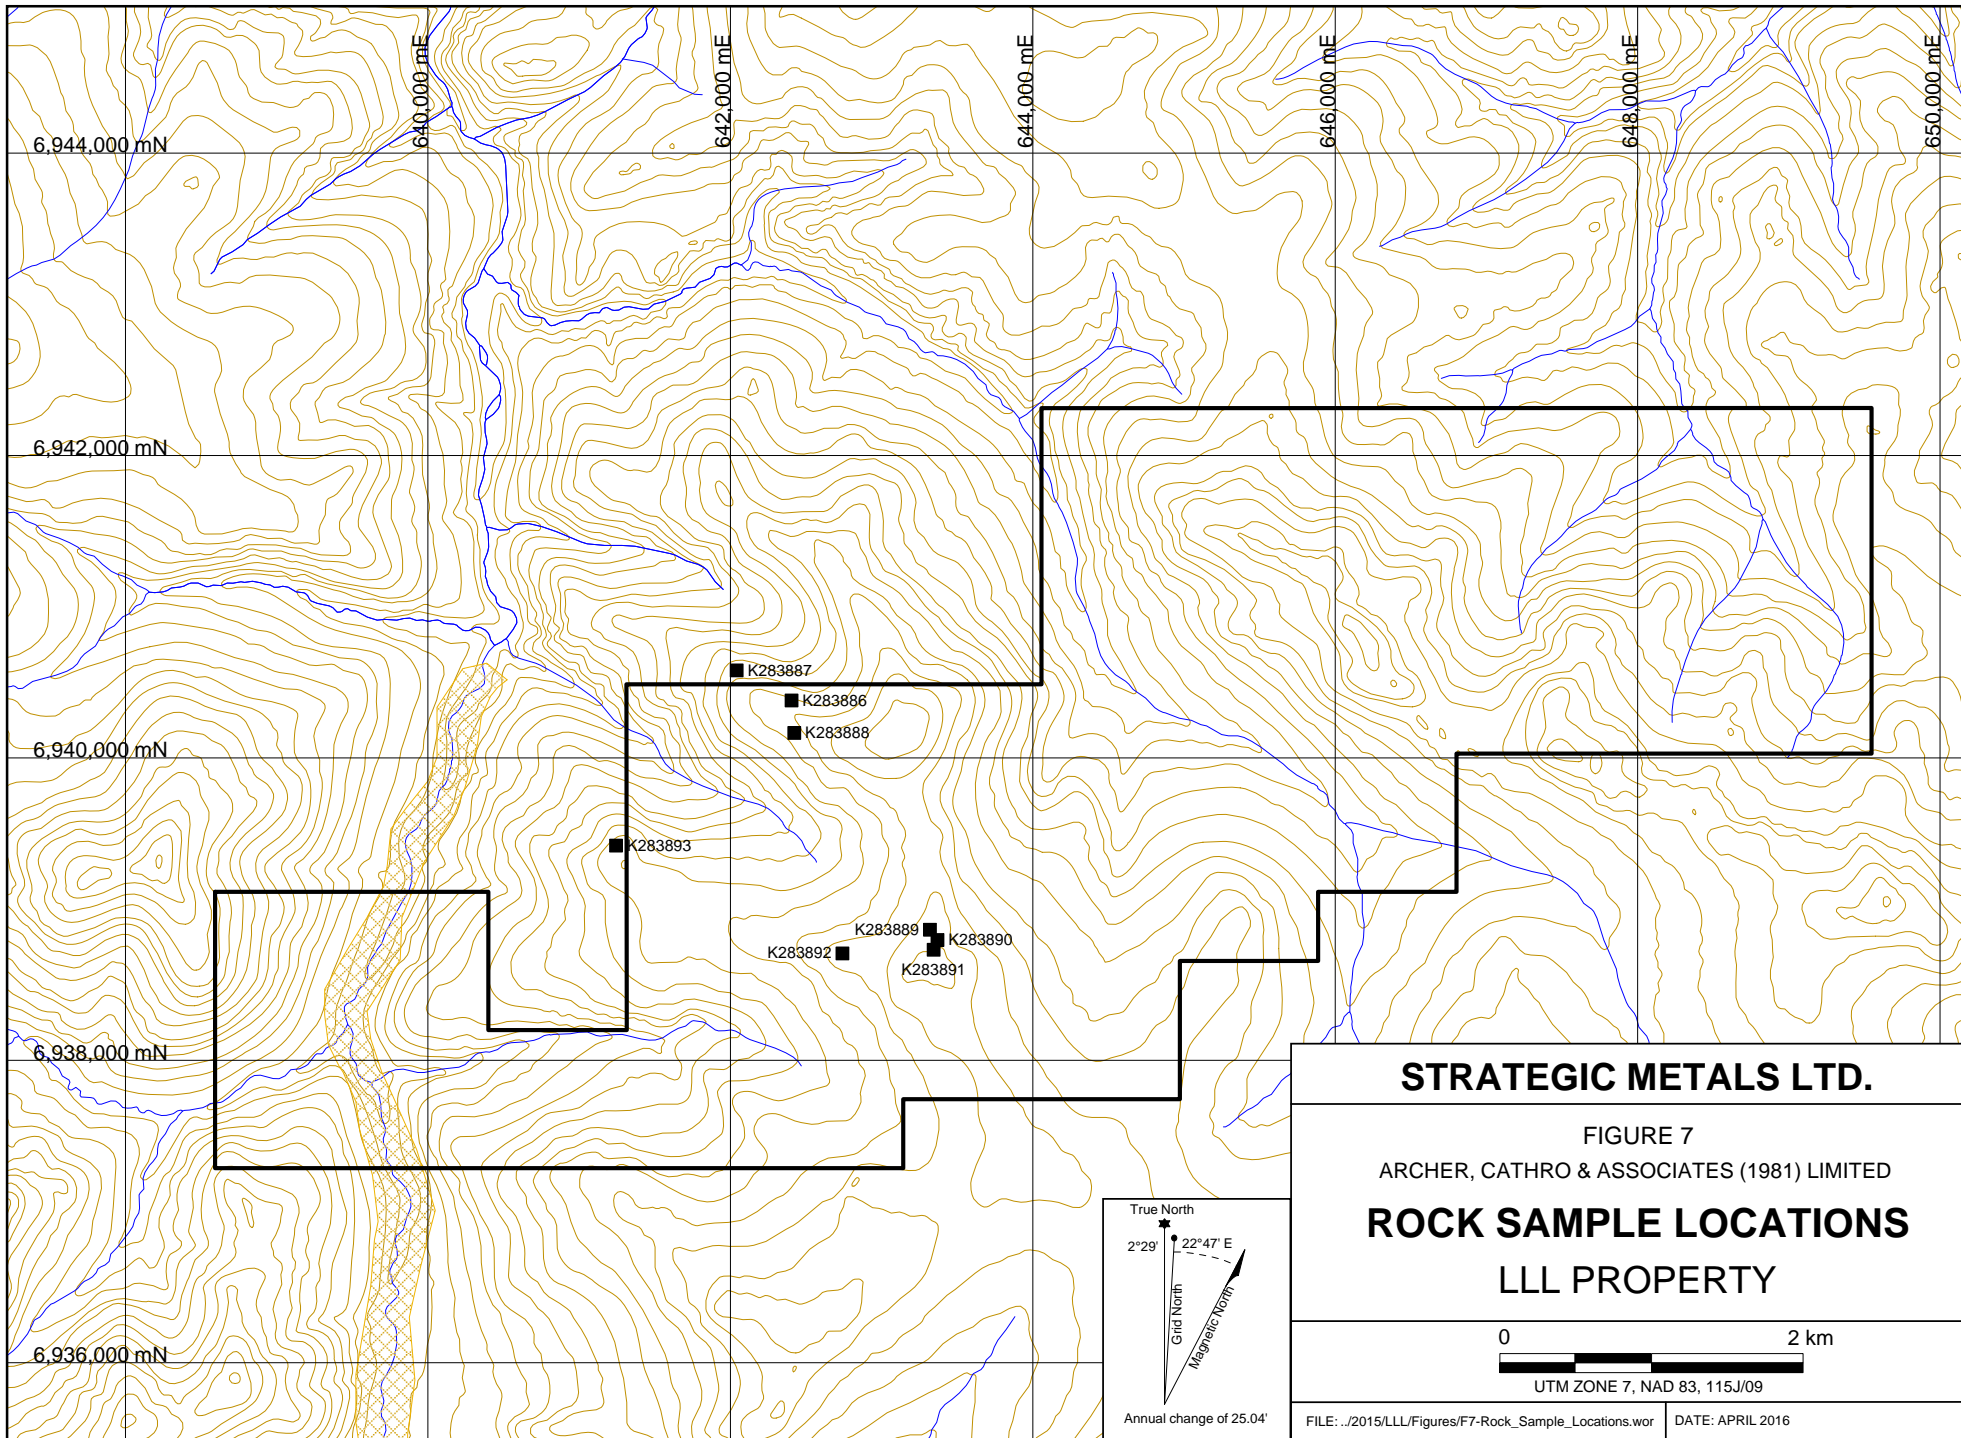 640,000 mE
642,000 mE
644,000 mE
646,000 mE
648,000 mE
650,000 mE
6,944,000 mN
6,942,000 mN
K283887
K283886
K283888
6,940,000 mN
K283893
K283889
K283890
K283892
K283891
6,938,000 mN
6,936,000 mN
True North
2°29'
22°47' E
Grid North
Magnetic North
Annual change of 25.04'
STRATEGIC METALS LTD.
FIGURE 7
ARCHER, CATHRO & ASSOCIATES (1981) LIMITED
ROCK SAMPLE LOCATIONS
LLL PROPERTY
0 2 km
UTM ZONE 7, NAD 83, 115J/09
FILE: ../2015/LLL/Figures/F7-Rock_Sample_Locations.wor
DATE: APRIL 2016